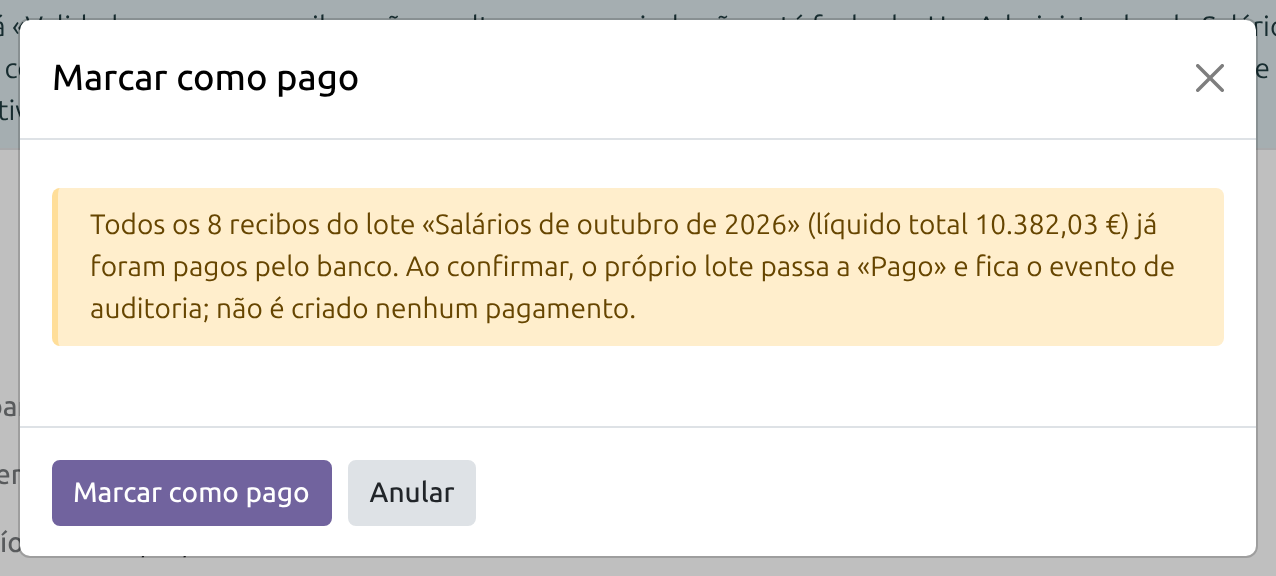 Marcar como pago
Todos os 8 recibos do lote «Salários de outubro de 2026» (líquido total 10.382,03 €) já
foram pagos pelo banco. Ao confirmar, o próprio lote passa a «Pago» e fica o evento de
auditoria; não é criado nenhum pagamento.
Marcar como pago
Anular